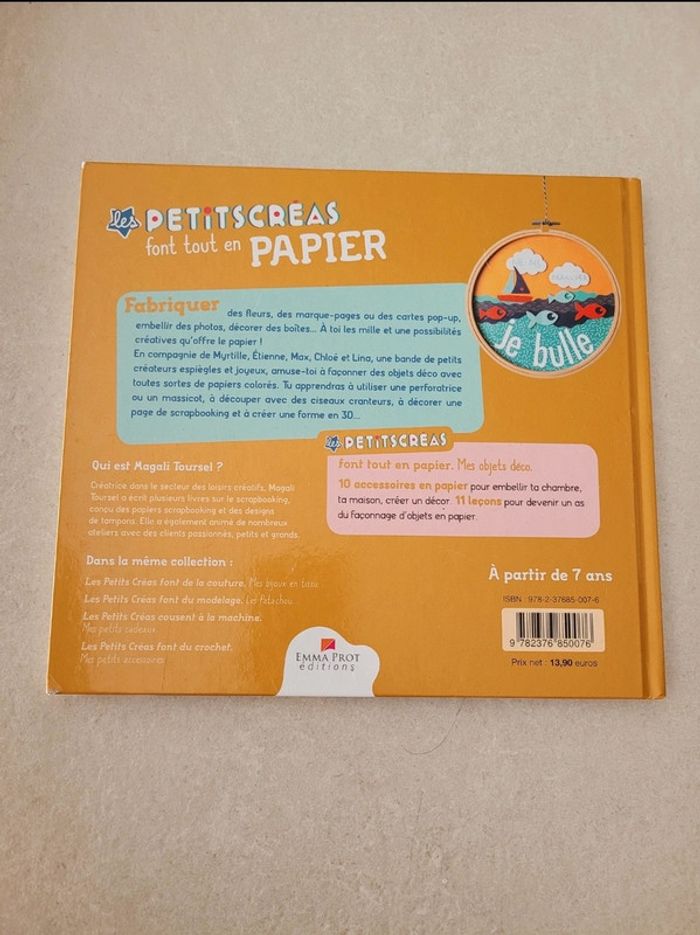 les PETITSCRÉAS
font tout en PAPIER
Fabriquer des fleurs, des marque-pages ou des cartes pop-up,
embellir des photos, décorer des boîtes... À toi les mille et une possibilités
créatives qu'offre le papier !
En compagnie de Myrtille, Étienne, Max, Chloé et Lina, une bande de petits
créateurs espiègles et joyeux, amuse-toi à façonner des objets déco avec
toutes sortes de papiers colorés. Tu apprendras à utiliser une perforatrice
ou un massicot, à découper avec des ciseaux cranteurs, à décorer une
page de scrapbooking et à créer une forme en 3D...
je bulle
les PETITSCRÉAS
font tout en papier. Mes objets déco.
10 accessoires en papier pour embellir ta chambre,
ta maison, créer un décor. 11 leçons pour devenir un as
du façonnage d'objets en papier.
Qui est Magali Toursel ?
Créatrice dans le secteur des loisirs créatifs, Magali
Toursel a écrit plusieurs livres sur le scrapbooking,
conçu des papiers scrapbooking et des designs
de tampons. Elle a également animé de nombreux
ateliers avec des clients passionnés, petits et grands.
Dans la même collection :
Les Petits Créas font de la couture. Mes bijoux en tissu
Les Petits Créas font du modelage. Les Patachou
Les Petits Créas cousent à la machine.
Mes petits cadeaux
Les Petits Créas font du crochet.
Mes petits accessoires
EMMA PROT
éditions
À partir de 7 ans
ISBN : 978-2-37685-007-6
9 782376 850076
Prix net : 13,90 euros